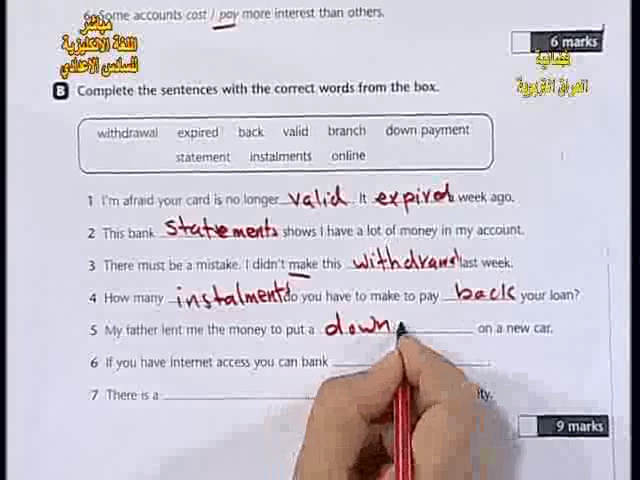 6 Some accounts cost / pay more interest than others.
مباشر
اللغة الانكليزية
للسادس الاعدادي
6 marks
فضائية
العراق التربوية
B Complete the sentences with the correct words from the box.
withdrawal expired back valid branch down payment
statement instalments online
1 I'm afraid your card is no longer valid. It expired week ago.
2 This bank statements shows I have a lot of money in my account.
3 There must be a mistake. I didn't make this withdrawal last week.
4 How many instalments do you have to make to pay back your loan?
5 My father lent me the money to put a down on a new car.
6 If you have Internet access you can bank
7 There is a
9 marks